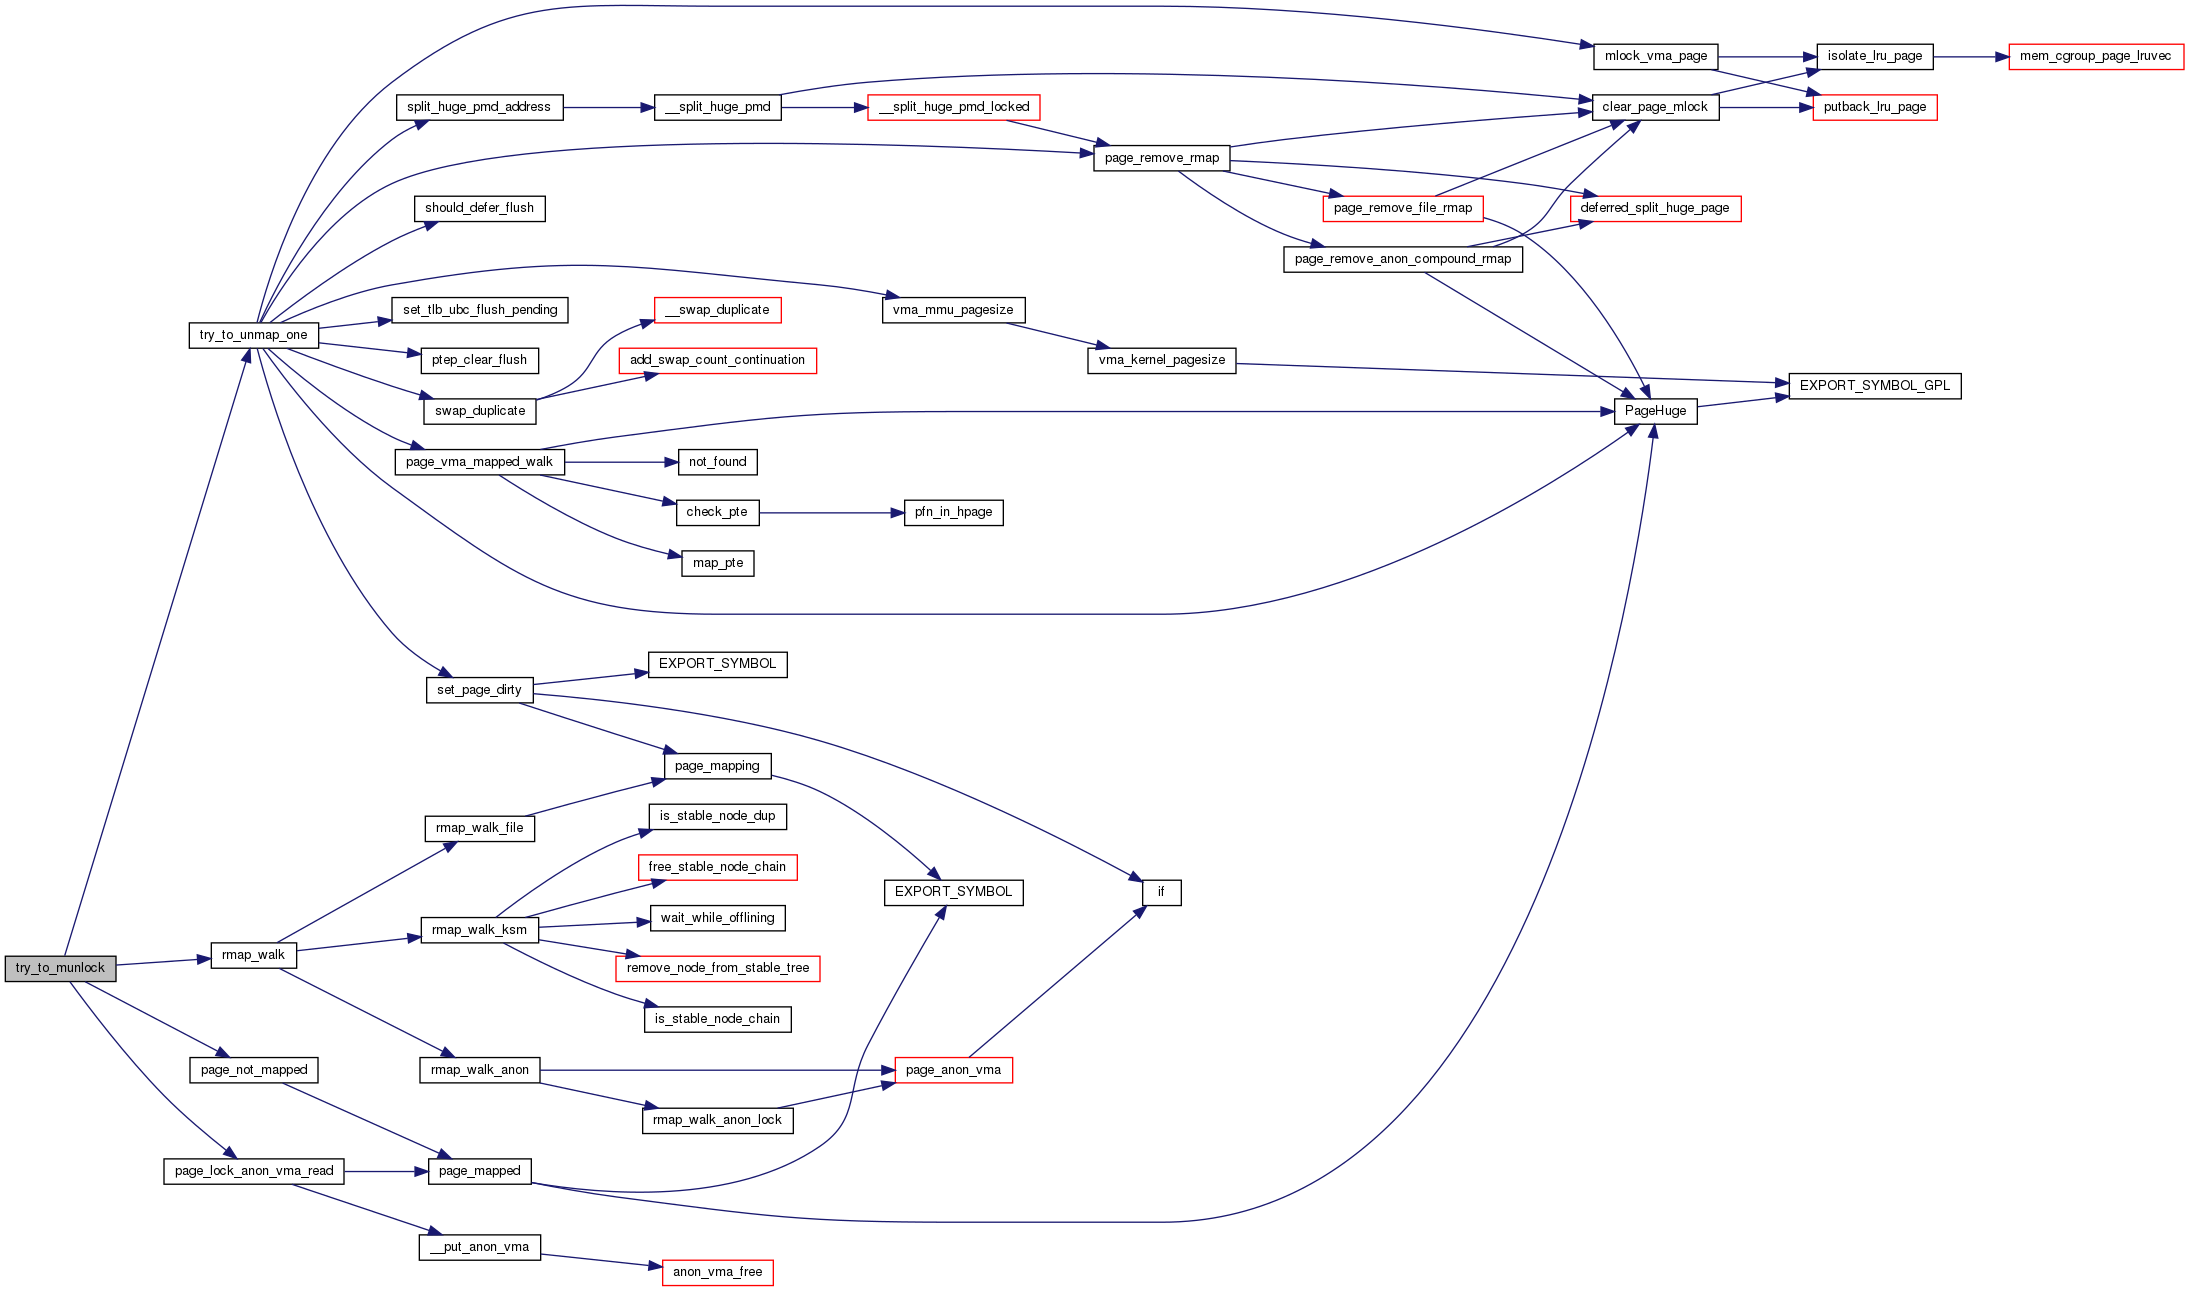 mlock_vma_page
isolate_lru_page
mem_cgroup_page_lruvec
split_huge_pmd_address
__split_huge_pmd
__split_huge_pmd_locked
clear_page_mlock
putback_lru_page
page_remove_rmap
should_defer_flush
page_remove_file_rmap
deferred_split_huge_page
page_remove_anon_compound_rmap
set_tlb_ubc_flush_pending
__swap_duplicate
vma_mmu_pagesize
try_to_unmap_one
ptep_clear_flush
add_swap_count_continuation
vma_kernel_pagesize
EXPORT_SYMBOL_GPL
swap_duplicate
PageHuge
page_vma_mapped_walk
not_found
check_pte
pfn_in_hpage
map_pte
EXPORT_SYMBOL
set_page_dirty
page_mapping
is_stable_node_dup
rmap_walk_file
free_stable_node_chain
EXPORT_SYMBOL
if
wait_while_offlining
rmap_walk_ksm
rmap_walk
try_to_munlock
remove_node_from_stable_tree
is_stable_node_chain
page_not_mapped
rmap_walk_anon
page_anon_vma
rmap_walk_anon_lock
page_lock_anon_vma_read
page_mapped
__put_anon_vma
anon_vma_free